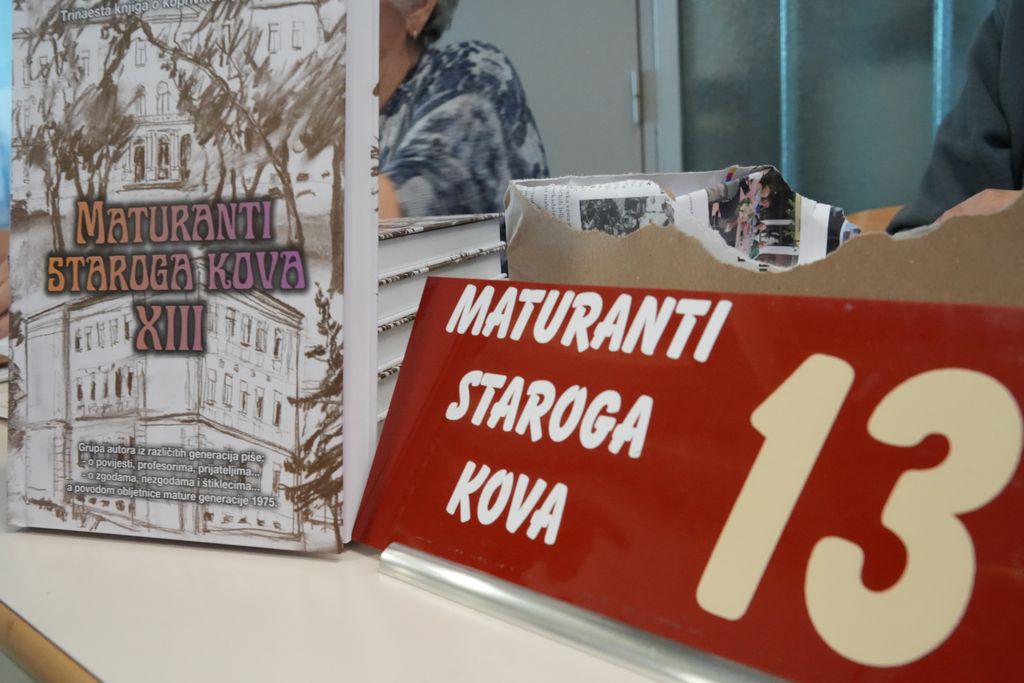 Trinaesta knjiga o
MATURANTI
STAROGA KOVA
XIII
Grupa autora iz različitih generacija piše:
- o povijesti, profesorima, prijateljima...
- o zgodama, nezgodama i štiklecima...
a povodom obljetnice mature generacije 1975.
MATURANTI
STAROGA
KOVA
13